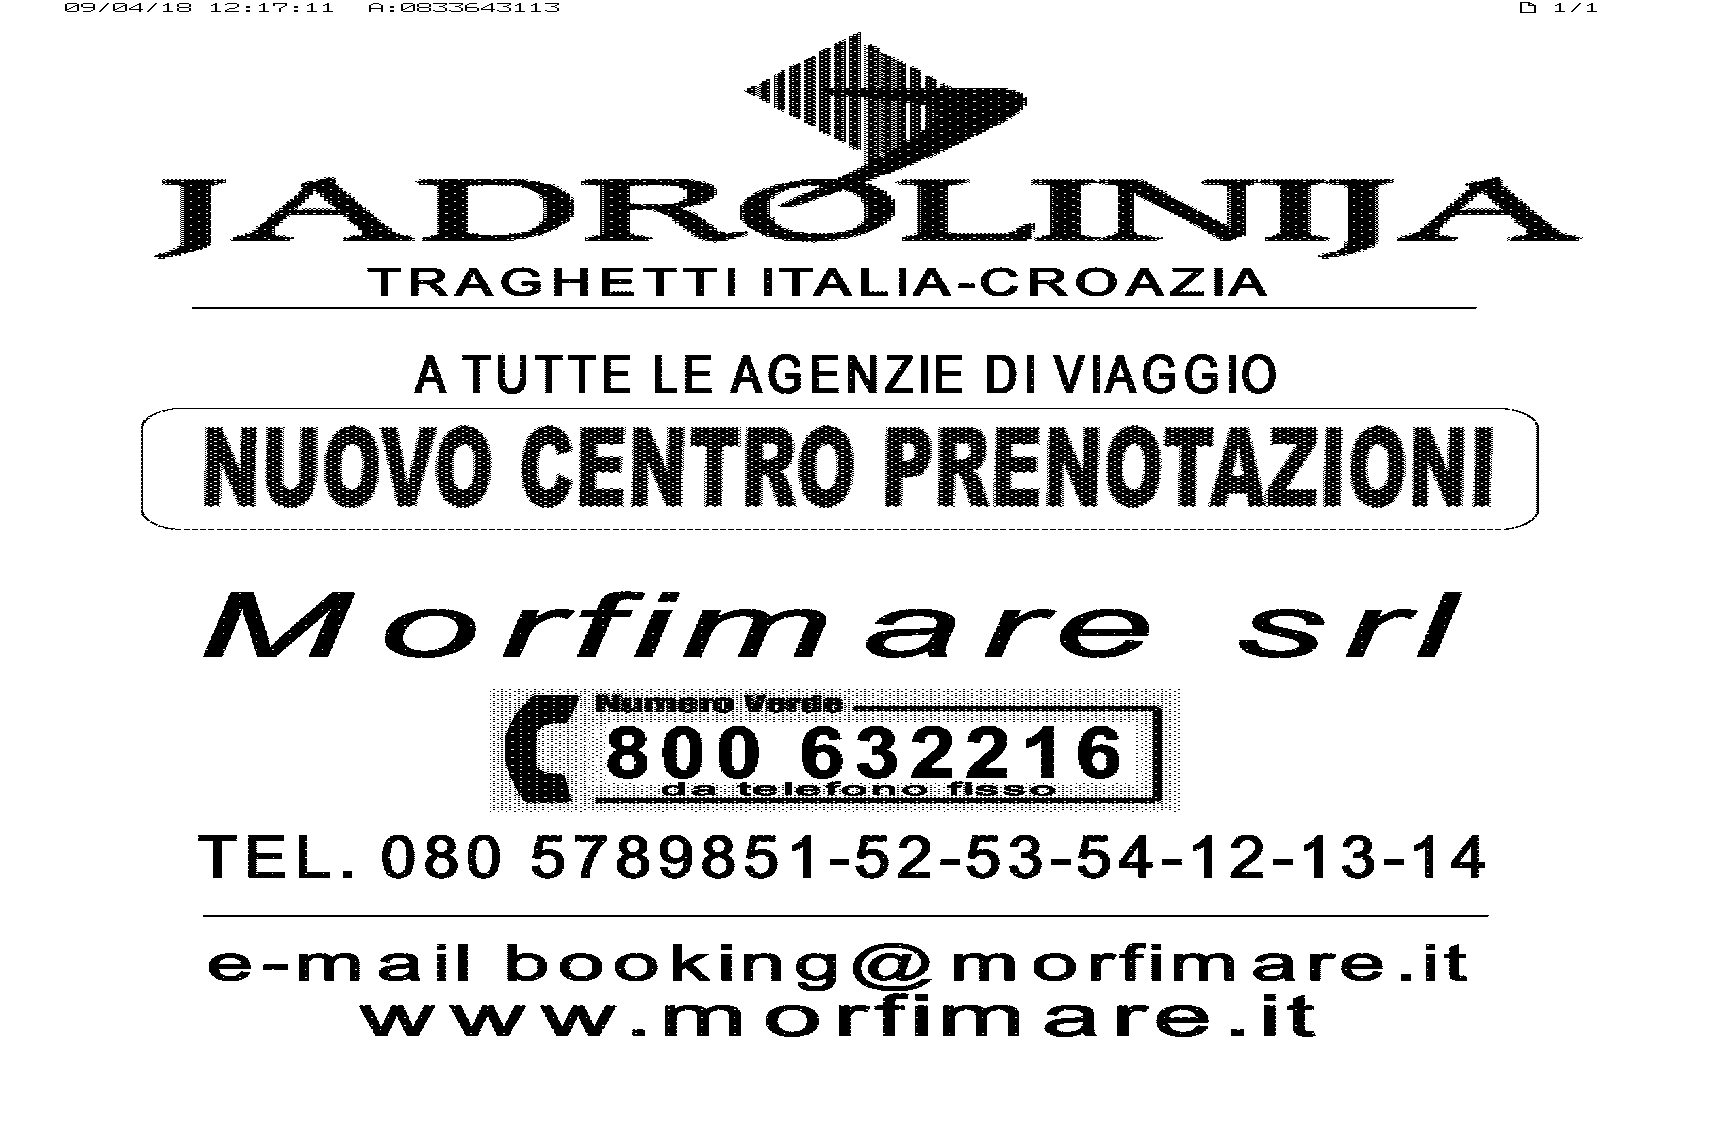 09/04/18 12:17:11 A:0833643113 1/1
JADROLINIJA
TRAGHETTI ITALIA-CROAZIA
A TUTTE LE AGENZIE DI VIAGGIO
NUOVO CENTRO PRENOTAZIONI
Morfimare srl
Numero Verde
800 632216
da telefono fisso
TEL. 080 5789851-52-53-54-12-13-14
e-mail booking@morfimare.it
www.morfimare.it